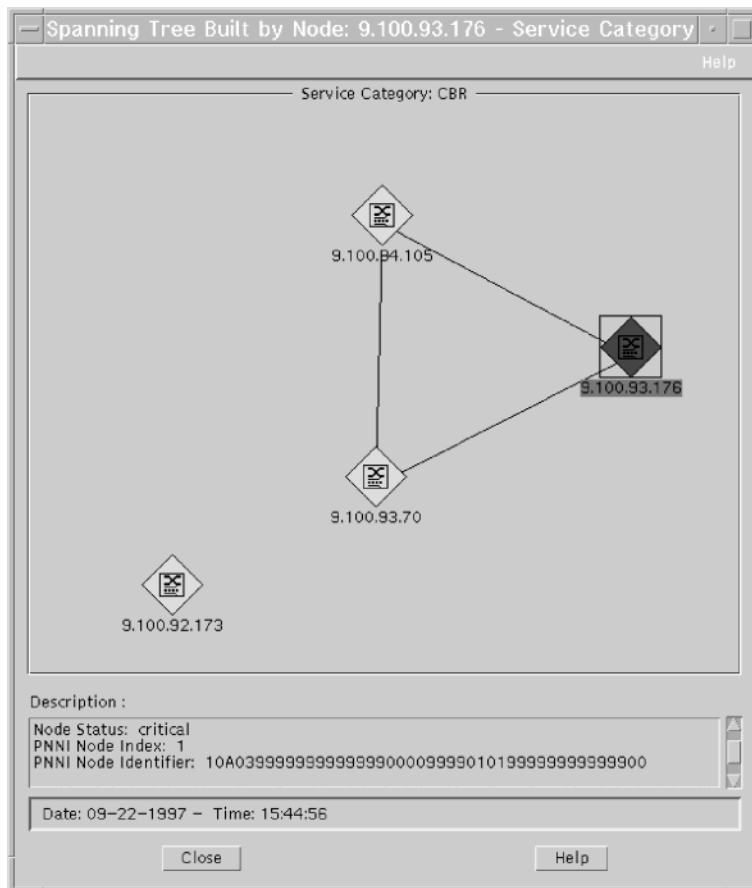 Spanning Tree Built by Node: 9.100.93.176 - Service Category
Help
Service Category: CBR
9.100.94.105
9.100.93.176
9.100.93.70
9.100.92.173
Description :
Node Status: critical
PNNI Node Index: 1
PNNI Node Identifier: 10A03999999999999900009999010199999999999900
Date: 09-22-1997 - Time: 15:44:56
Close
Help